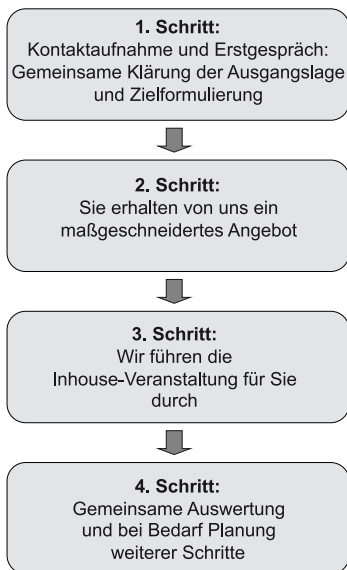 1. Schritt:
Kontaktaufnahme und Erstgespräch:
Gemeinsame Klärung der Ausgangslage
und Zielformulierung
2. Schritt:
Sie erhalten von uns ein
maßgeschneidertes Angebot
3. Schritt:
Wir führen die
Inhouse-Veranstaltung für Sie
durch
4. Schritt:
Gemeinsame Auswertung
und bei Bedarf Planung
weiterer Schritte